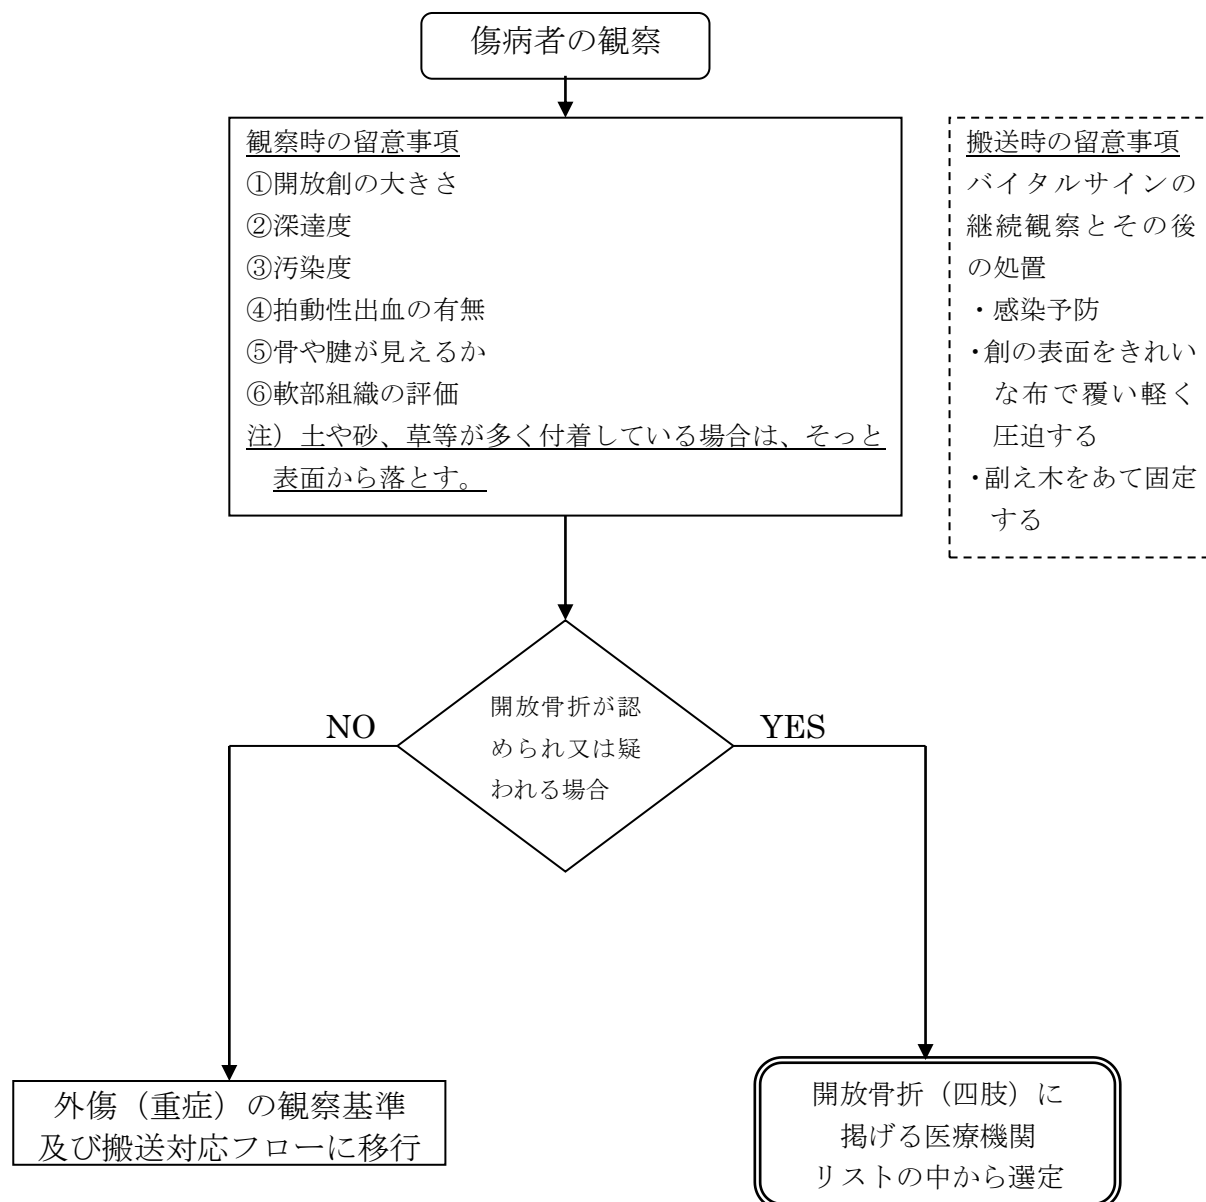 傷病者の観察
観察時の留意事項
①開放創の大きさ
②深達度
③汚染度
④拍動性出血の有無
⑤骨や腱が見えるか
⑥軟部組織の評価
注）土や砂、草等が多く付着している場合は、そっと
表面から落とす。
搬送時の留意事項
バイタルサインの
継続観察とその後
の処置
・感染予防
・創の表面をきれい
な布で覆い軽く
圧迫する
・副え木をあて固定
する
開放骨折が認
められ又は疑
われる場合
NO
YES
外傷（重症）の観察基準
及び搬送対応フローに移行
開放骨折（四肢）に
掲げる医療機関
リストの中から選定